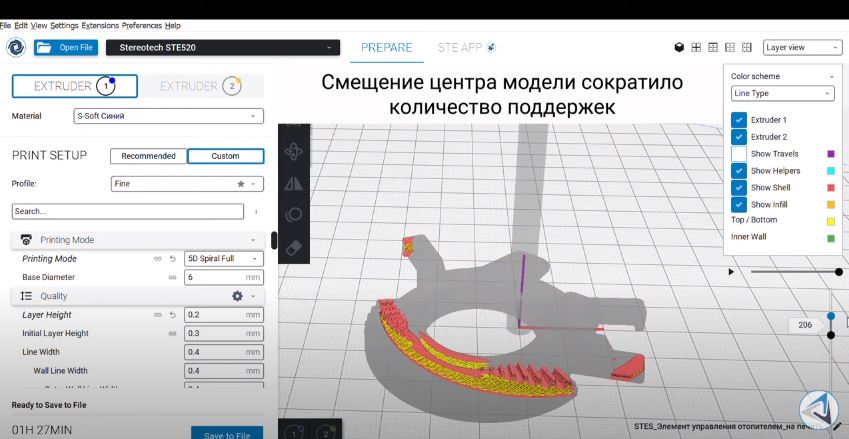 File Edit View Settings Extensions Preferences Help
Open File
Stereotech STE520
PREPARE
STE APP
Layer view
EXTRUDER 1
EXTRUDER 2
Material
S-Soft Синий
PRINT SETUP
Recommended
Custom
Profile:
Fine
Search...
Printing Mode
Printing Mode
5D Spiral Full
Base Diameter
6 mm
Quality
Layer Height
0.2 mm
Initial Layer Height
0.3 mm
Line Width
0.4 mm
Wall Line Width
0.4 mm
Ready to Save to File
01H 27MIN
Save to File
Смещение центра модели сократило
количество поддержек
Color scheme
Line Type
Extruder 1
Extruder 2
Show Travels
Show Helpers
Show Shell
Show Infill
Top / Bottom
Inner Wall
206
1
2
STES_Элемент управления отопителем_на печать